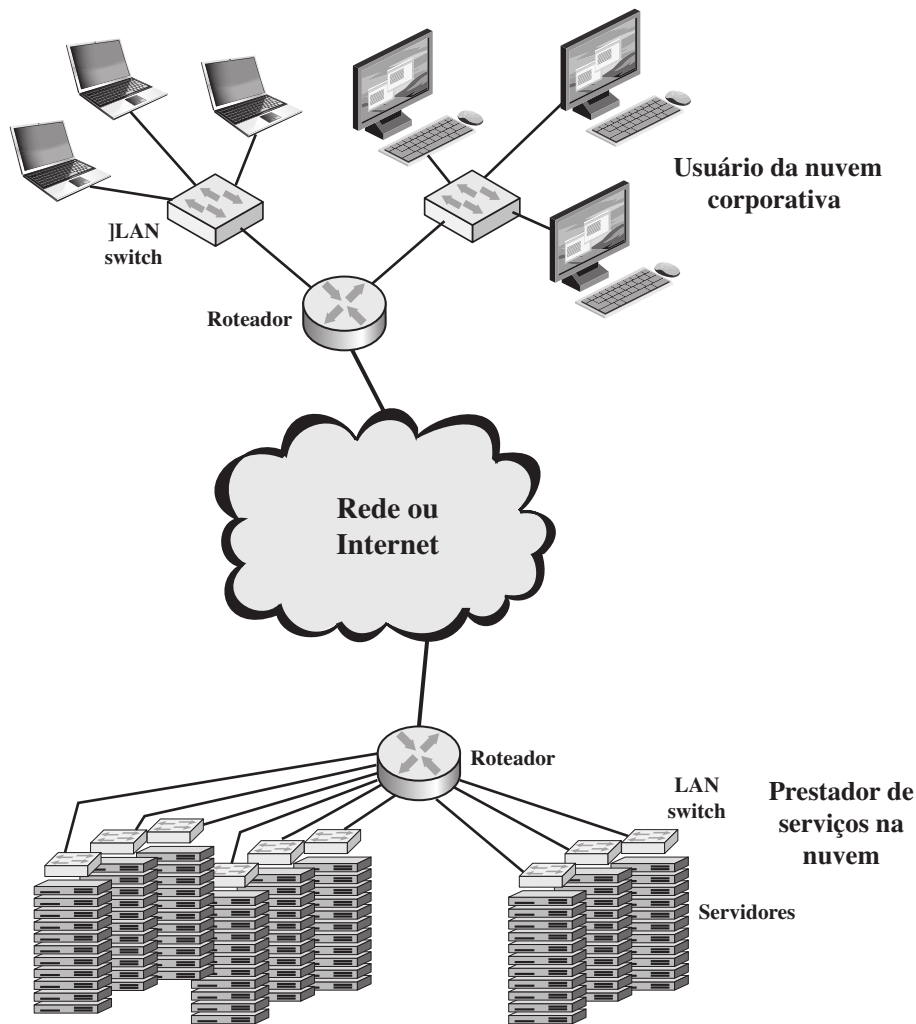 Usuário da nuvem
corporativa
]LAN
switch
Roteador
Rede ou
Internet
Roteador
LAN
switch
Prestador de
serviços na
nuvem
Servidores